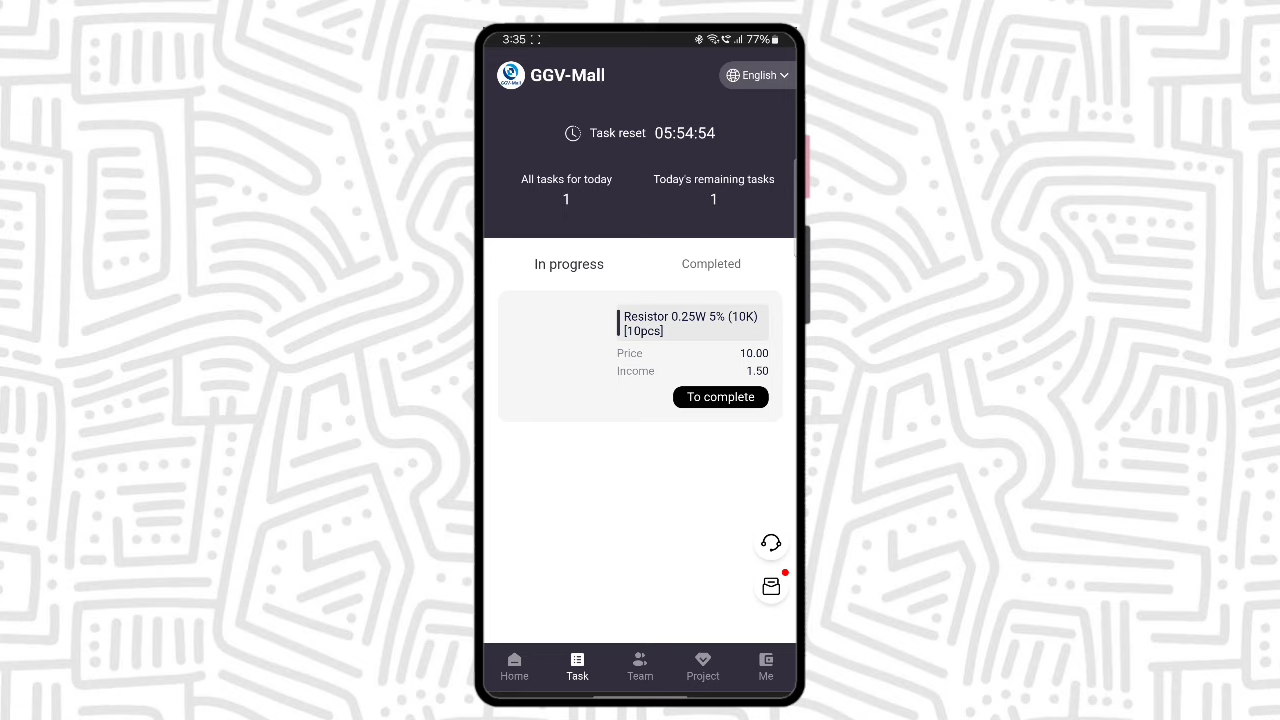 3:35
77%
GGV-Mall
English
Task reset 05:54:54
All tasks for today
Today's remaining tasks
1
1
In progress
Completed
Resistor 0.25W 5% (10K)
[10pcs]
Price 10.00
Income 1.50
To complete
Home
Task
Team
Project
Me